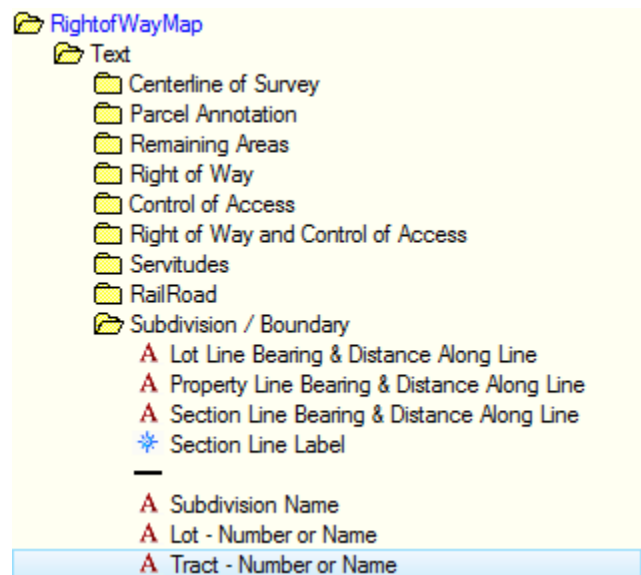 RightofWayMap
Text
Centerline of Survey
Parcel Annotation
Remaining Areas
Right of Way
Control of Access
Right of Way and Control of Access
Servitudes
RailRoad
Subdivision / Boundary
A Lot Line Bearing & Distance Along Line
A Property Line Bearing & Distance Along Line
A Section Line Bearing & Distance Along Line
Section Line Label
A Subdivision Name
A Lot - Number or Name
A Tract - Number or Name